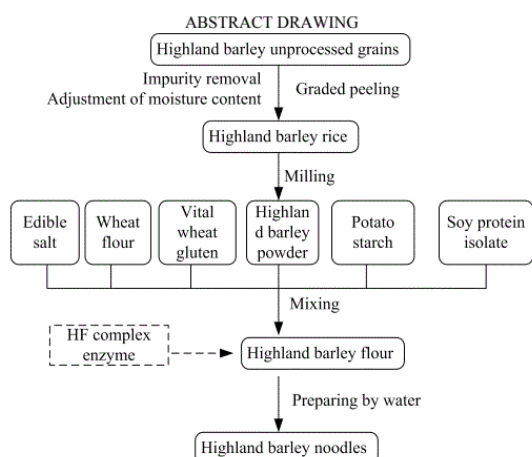 ABSTRACT DRAWING
Highland barley unprocessed grains
Impurity removal
Adjustment of moisture content
Graded peeling
Highland barley rice
Milling
Edible
salt
Wheat
flour
Vital
wheat
gluten
Highlan
d barley
powder
Potato
starch
Soy protein
isolate
Mixing
HF complex
enzyme
Highland barley flour
Preparing by water
Highland barley noodles